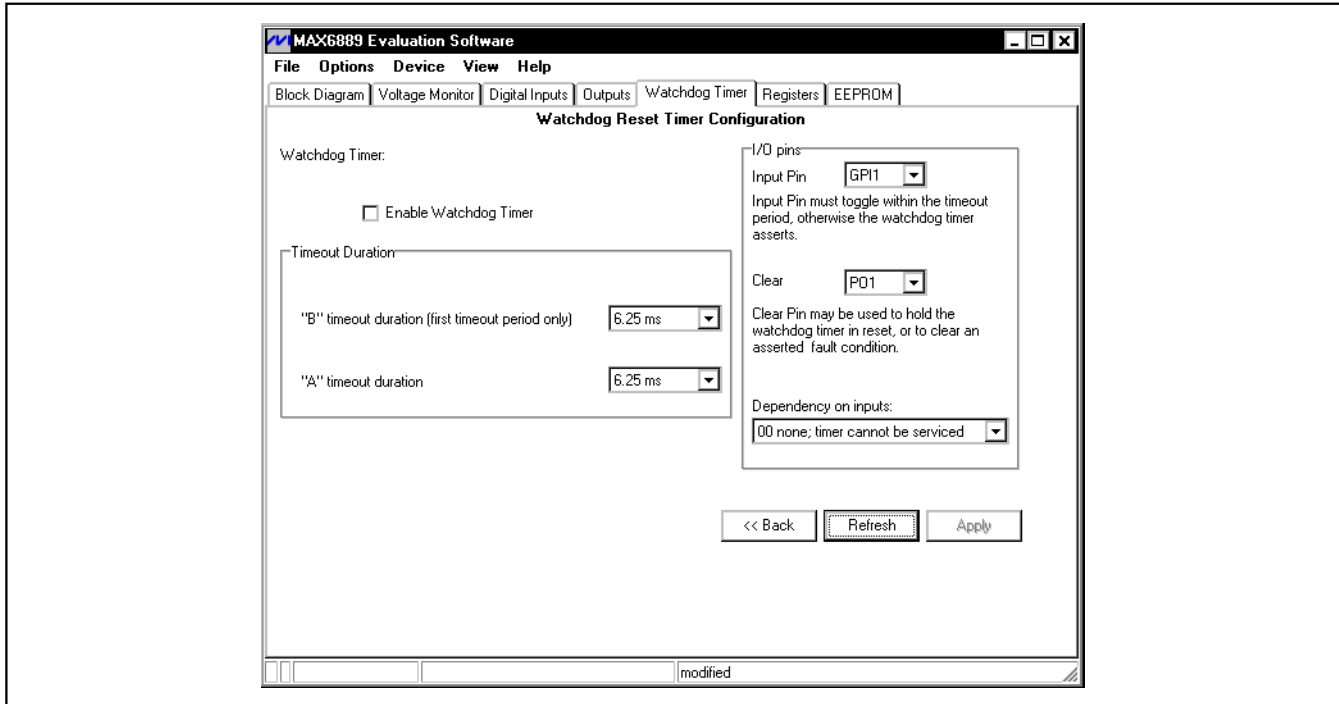 MAX6889 Evaluation Software
File Options Device View Help
Block Diagram Voltage Monitor Digital Inputs Outputs Watchdog Timer Registers EEPROM
Watchdog Reset Timer Configuration
Watchdog Timer:
Enable Watchdog Timer
Timeout Duration
"B" timeout duration (first timeout period only) 6.25 ms
"A" timeout duration 6.25 ms
I/O pins
Input Pin GPI1
Input Pin must toggle within the timeout
period, otherwise the watchdog timer
asserts.
Clear PO1
Clear Pin may be used to hold the
watchdog timer in reset, or to clear an
asserted fault condition.
Dependency on inputs:
00 none; timer cannot be serviced
<< Back Refresh Apply
modified